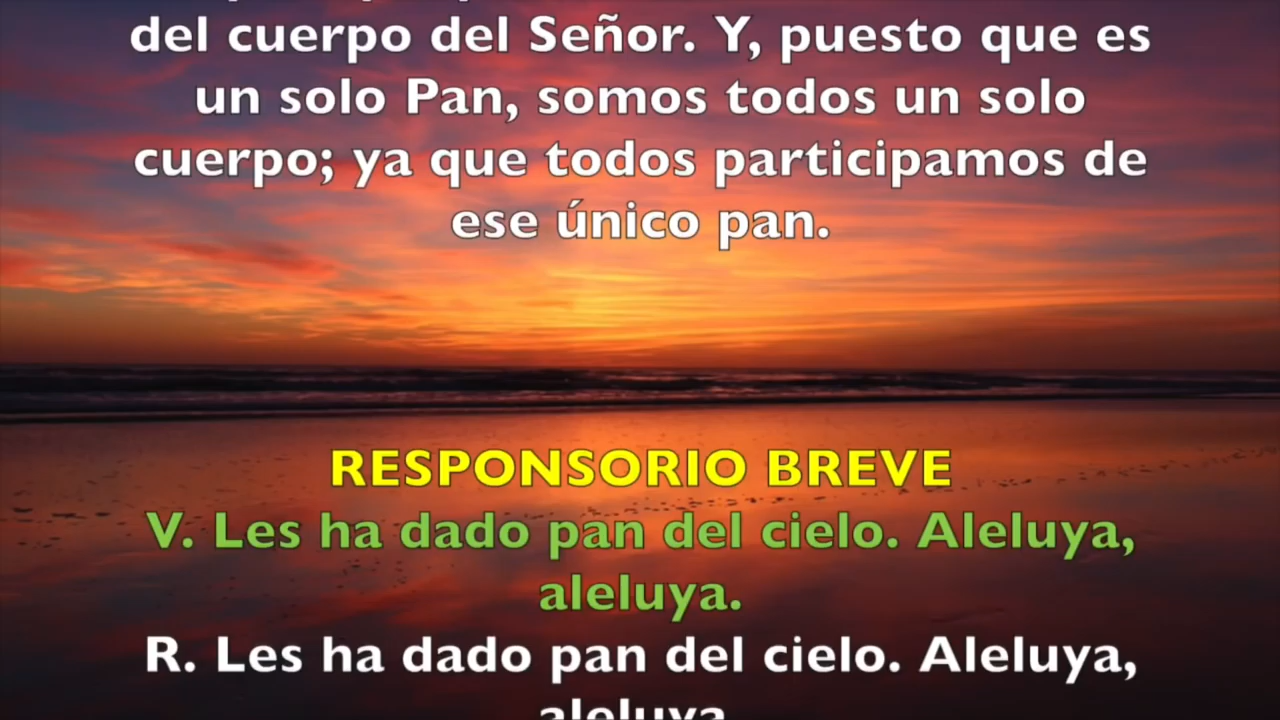 del cuerpo del Señor. Y, puesto que es
un solo Pan, somos todos un solo
cuerpo; ya que todos participamos de
ese único pan.
RESPONSORIO BREVE
V. Les ha dado pan del cielo. Aleluya,
aleluya.
R. Les ha dado pan del cielo. Aleluya,
aleluya